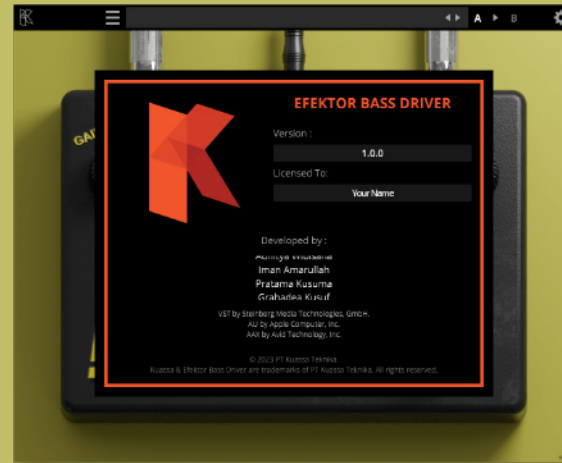 A B
GAI
EFEKTOR BASS DRIVER
Version :
1.0.0
Licensed To:
Your Name
Developed by :
Iman Amarullah
Pratama Kusuma
Grahadea Kusuf
VST by Steinberg Media Technologies, GmbH.
AU by Apple Computer, Inc.
AAX by Avid Technology, Inc.
© 2023 PT Kuassa Teknika
Kuassa & Efektor Bass Driver are trademarks of PT Kuassa Teknika. All rights reserved.